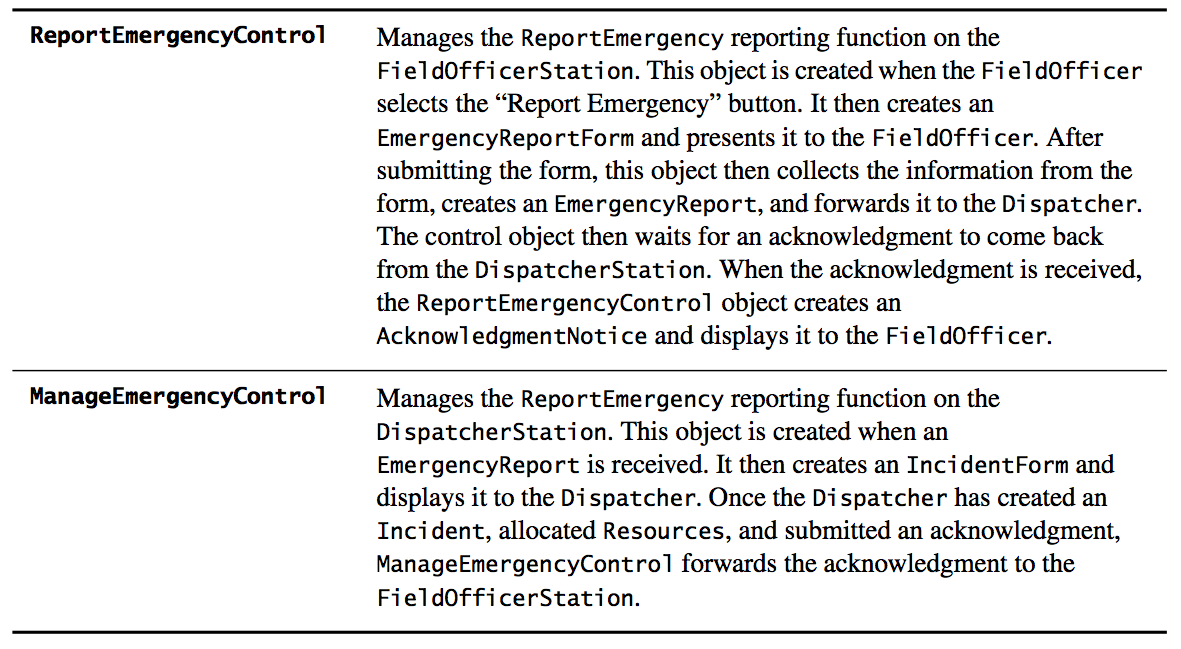 ReportEmergencyControl
Manages the ReportEmergency reporting function on the
FieldOfficerStation. This object is created when the FieldOfficer
selects the “Report Emergency” button. It then creates an
EmergencyReportForm and presents it to the FieldOfficer. After
submitting the form, this object then collects the information from the
form, creates an EmergencyReport, and forwards it to the Dispatcher.
The control object then waits for an acknowledgment to come back
from the DispatcherStation. When the acknowledgment is received,
the ReportEmergencyControl object creates an
AcknowledgmentNotice and displays it to the FieldOfficer.
ManageEmergencyControl
Manages the ReportEmergency reporting function on the
DispatcherStation. This object is created when an
EmergencyReport is received. It then creates an IncidentForm and
displays it to the Dispatcher. Once the Dispatcher has created an
Incident, allocated Resources, and submitted an acknowledgment,
ManageEmergencyControl forwards the acknowledgment to the
FieldOfficerStation.